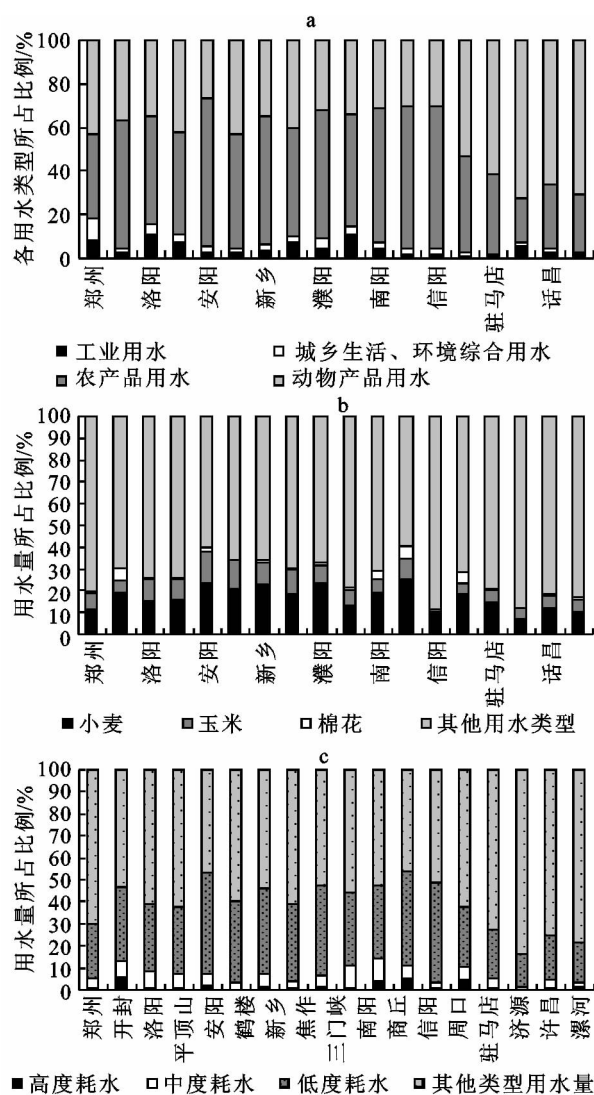 a
各用水类型所占比例/%
100
80
60
40
20
0
郑州 洛阳 安阳 新乡 濮阳 南阳 信阳 驻马店 话昌
■工业用水 □城乡生活、环境综合用水
■农产品用水 ■动物产品用水
b
用水量所占比例/%
100
90
80
70
60
50
40
30
20
10
0
郑州 洛阳 安阳 新乡 濮阳 南阳 信阳 驻马店 话昌
■小麦 ■玉米 □棉花 ■其他用水类型
c
用水量所占比例/%
100
90
80
70
60
50
40
30
20
10
0
郑州 开封 洛阳 平顶山 安阳 鹤楼 新乡 焦作 三门峡 南阳 商丘 信阳 周口 驻马店 济源 许昌 漯河
■高度耗水 □中度耗水 ■低度耗水 ■其他类型用水量